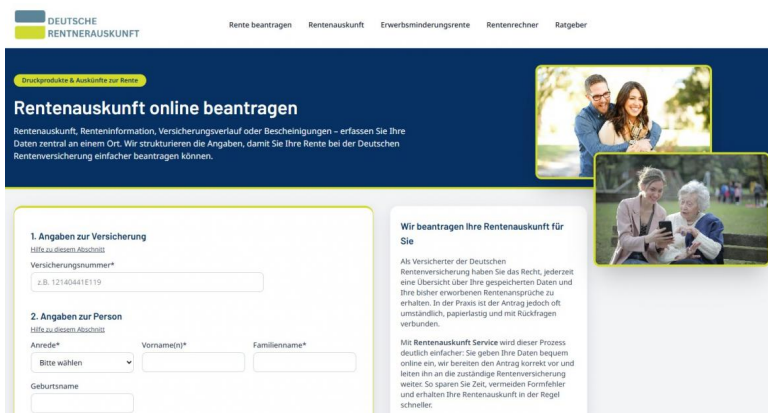 DEUTSCHE
RENTNERAUSKUNFT
Rente beantragen Rentenauskunft Erwerbsminderungsrente Rentenrechner Ratgeber
Druckprodukte & Auskünfte zur Rente
Rentenauskunft online beantragen
Rentenauskunft, Renteninformation, Versicherungsverlauf oder Bescheinigungen – erfassen Sie Ihre
Daten zentral an einem Ort. Wir strukturieren die Angaben, damit Sie Ihre Rente bei der Deutschen
Rentenversicherung einfacher beantragen können.
1. Angaben zur Versicherung
Hilfe zu diesem Abschnitt
Versicherungsnummer*
z.B. 12140441E119
2. Angaben zur Person
Hilfe zu diesem Abschnitt
Anrede* Vorname(n)* Familienname*
Bitte wählen
Geburtsname
Wir beantragen Ihre Rentenauskunft für
Sie
Als Versicherter der Deutschen
Rentenversicherung haben Sie das Recht, jederzeit
eine Übersicht über Ihre gespeicherten Daten und
Ihre bisher erworbenen Rentenansprüche zu
erhalten. In der Praxis ist der Antrag jedoch oft
umständlich, papierlastig und mit Rückfragen
verbunden.
Mit Rentenauskunft Service wird dieser Prozess
deutlich einfacher: Sie geben Ihre Daten bequem
online ein, wir bereiten den Antrag korrekt vor und
leiten ihn an die zuständige Rentenversicherung
weiter. So sparen Sie Zeit, vermeiden Formfehler
und erhalten Ihre Rentenauskunft in der Regel
schneller.